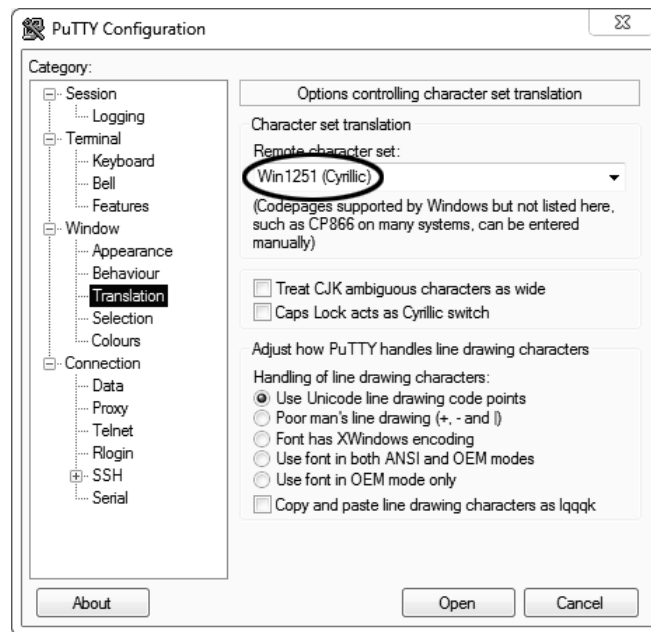 PuTTY Configuration
Category:
Session
Logging
Terminal
Keyboard
Bell
Features
Window
Appearance
Behaviour
Translation
Selection
Colours
Connection
Data
Proxy
Telnet
Rlogin
SSH
Serial
Options controlling character set translation
Character set translation
Remote character set:
Win1251 (Cyrillic)
(Codepages supported by Windows but not listed here,
such as CP866 on many systems, can be entered
manually)
Treat CJK ambiguous characters as wide
Caps Lock acts as Cyrillic switch
Adjust how PuTTY handles line drawing characters
Handling of line drawing characters:
Use Unicode line drawing code points
Poor man's line drawing (+, - and |)
Font has XWindows encoding
Use font in both ANSI and OEM modes
Use font in OEM mode only
Copy and paste line drawing characters as lqqqk
About
Open
Cancel